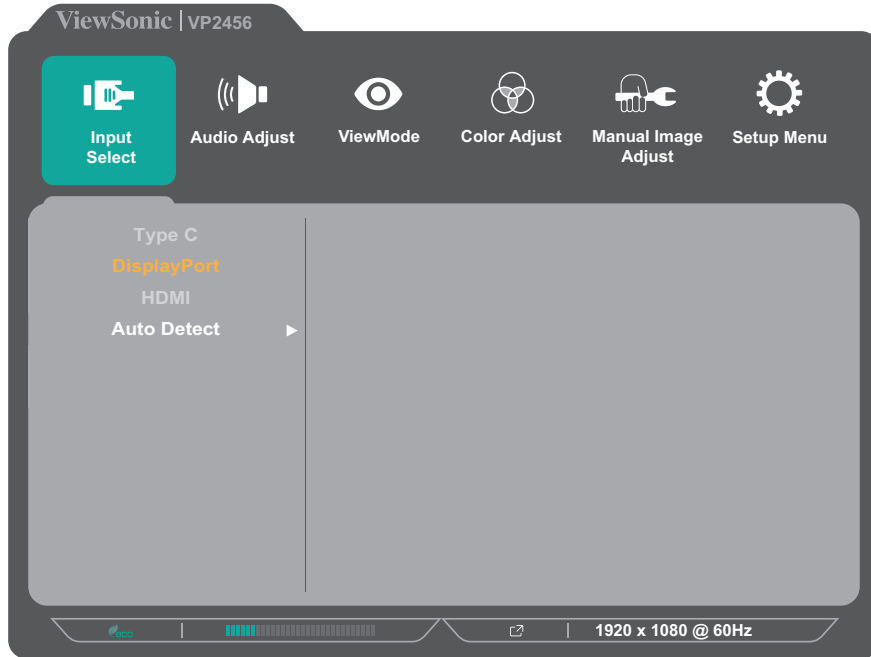 ViewSonic | VP2456
Input
Select
Audio Adjust
ViewMode
Color Adjust
Manual Image
Adjust
Setup Menu
Type C
DisplayPort
HDMI
Auto Detect
1920 x 1080 @ 60Hz